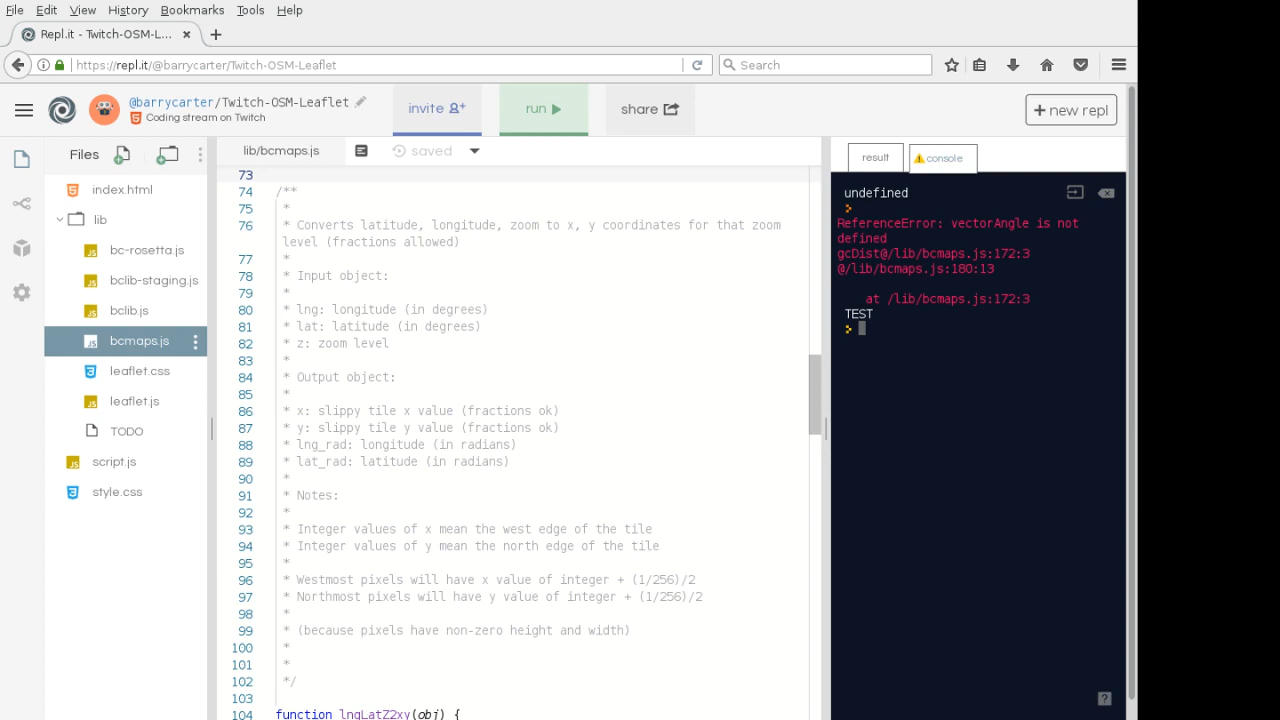 File Edit View History Bookmarks Tools Help
Repl.it - Twitch-OSM-L...
https://repl.it/@barrycarter/Twitch-OSM-Leaflet
Search
@barrycarter/Twitch-OSM-Leaflet
Coding stream on Twitch
invite
run
share
+ new repl
Files
index.html
lib
bc-rosetta.js
bclib-staging.js
bclib.js
bcmaps.js
leaflet.css
leaflet.js
TODO
script.js
style.css
lib/bcmaps.js
saved
73
74 /**
75 *
76 * Converts latitude, longitude, zoom to x, y coordinates for that zoom
level (fractions allowed)
77 *
78 * Input object:
79 *
80 * lng: longitude (in degrees)
81 * lat: latitude (in degrees)
82 * z: zoom level
83 *
84 * Output object:
85 *
86 * x: slippy tile x value (fractions ok)
87 * y: slippy tile y value (fractions ok)
88 * lng_rad: longitude (in radians)
89 * lat_rad: latitude (in radians)
90 *
91 * Notes:
92 *
93 * Integer values of x mean the west edge of the tile
94 * Integer values of y mean the north edge of the tile
95 *
96 * Westmost pixels will have x value of integer + (1/256)/2
97 * Northmost pixels will have y value of integer + (1/256)/2
98 *
99 * (because pixels have non-zero height and width)
100 *
101 *
102 */
103
104 function lngLatZ2xy(obj) {
result
console
undefined
>
ReferenceError: vectorAngle is not
defined
gcDist@/lib/bcmaps.js:172:3
@/lib/bcmaps.js:180:13
at /lib/bcmaps.js:172:3
TEST
>
?